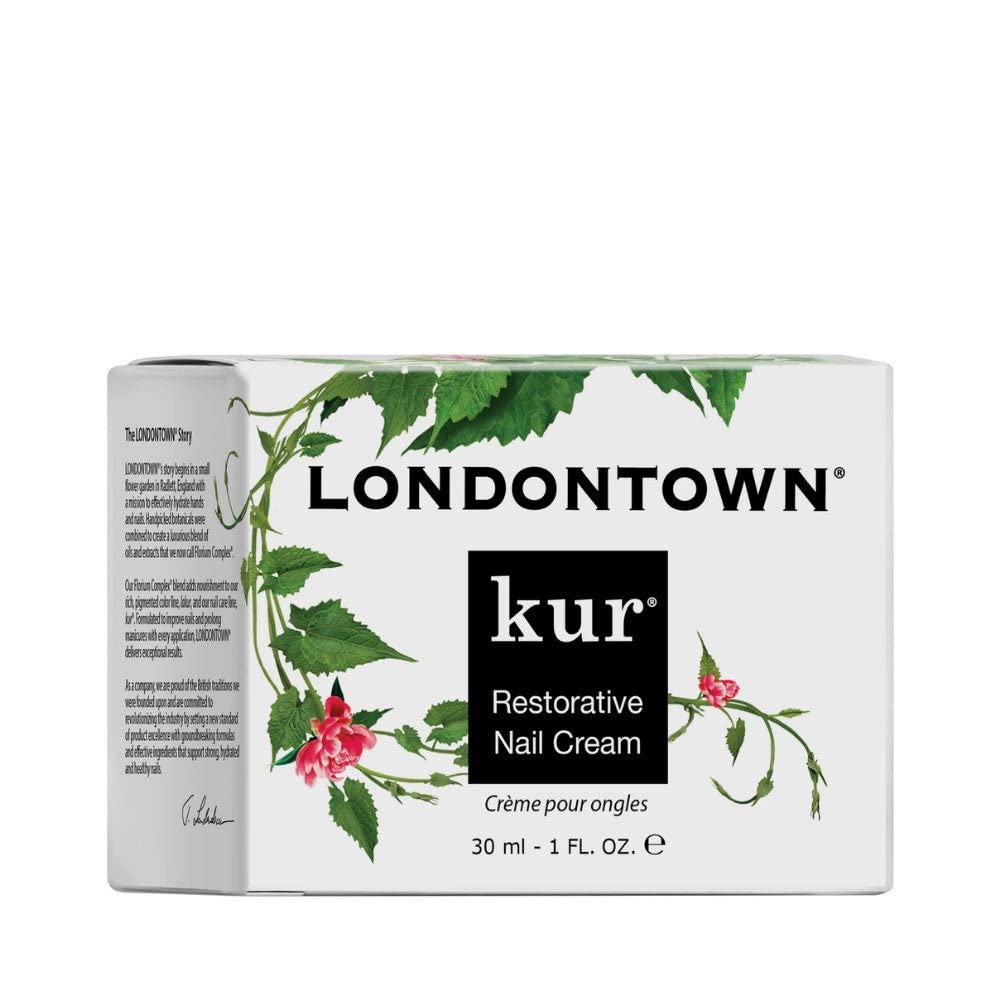 The LONDONTOWN® Story
LONDONTOWN®'s story begins in a small
flower garden in Radlett, England with
a mission to effectively hydrate hands
and nails. Handpicked botanicals were
combined to create a luxurious blend of
oils and extracts that we now call Florium Complex®.
Our Florium Complex® blend adds nourishment to our
rich, pigmented color line, lakur, and our nail care line,
kur®. Formulated to improve nails and prolong
manicures with every application, LONDONTOWN®
delivers exceptional results.
As a company, we are proud of the British traditions we
were founded upon and are committed to
revolutionizing the industry by setting a new standard
of product excellence with groundbreaking formulas
and effective ingredients that support strong, hydrated
and healthy nails.
LONDONTOWN®
kur®
Restorative
Nail Cream
Crème pour ongles
30 ml - 1 FL. OZ. ℮